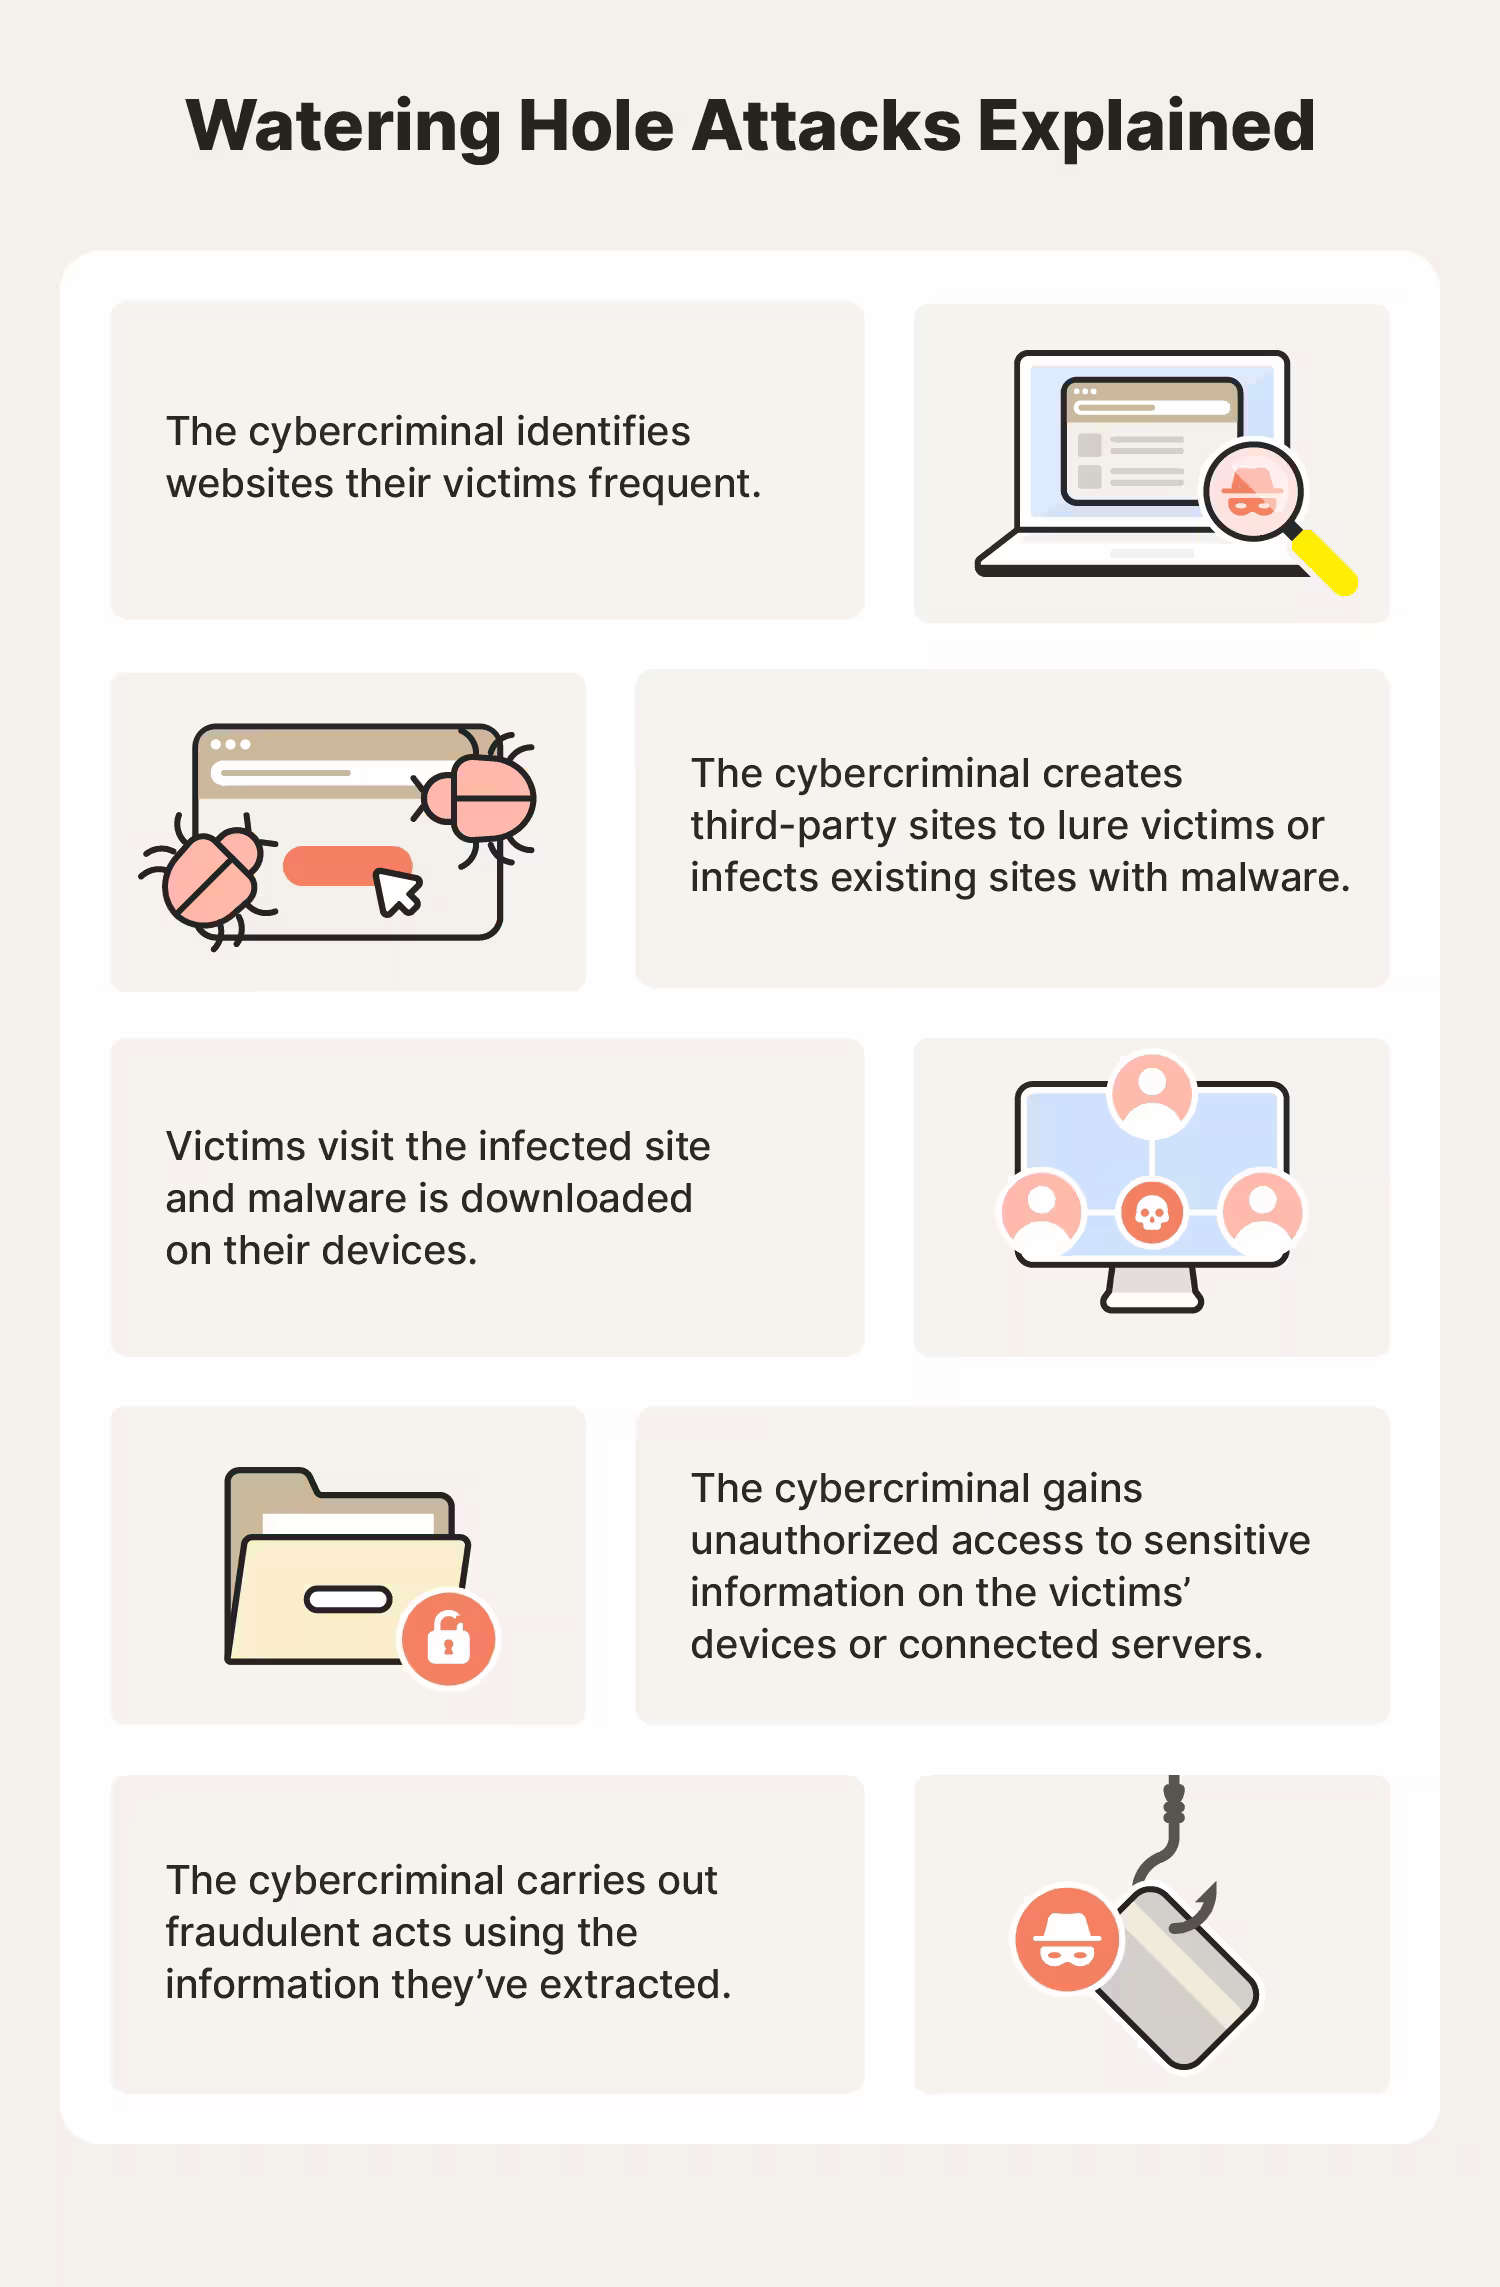 Watering Hole Attacks Explained
The cybercriminal identifies
websites their victims frequent.
The cybercriminal creates
third-party sites to lure victims or
infects existing sites with malware.
Victims visit the infected site
and malware is downloaded
on their devices.
The cybercriminal gains
unauthorized access to sensitive
information on the victims’
devices or connected servers.
The cybercriminal carries out
fraudulent acts using the
information they’ve extracted.